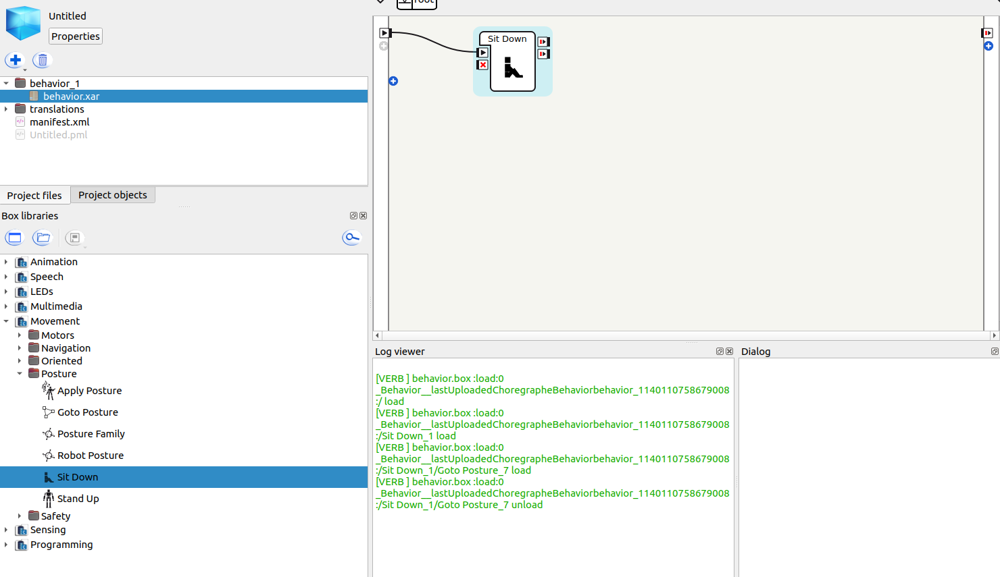 Untitled
Properties
behavior_1
behavior.xar
translations
manifest.xml
Untitled.pml
Project files
Project objects
Box libraries
Animation
Speech
LEDs
Multimedia
Movement
Motors
Navigation
Oriented
Posture
Apply Posture
Goto Posture
Posture Family
Robot Posture
Sit Down
Stand Up
Safety
Sensing
Programming
root
Sit Down
Log viewer
[VERB ] behavior.box :load:0
_Behavior__lastUploadedChoregrapheBehaviorbehavior_1140110758679008
:/ load
[VERB ] behavior.box :load:0
_Behavior__lastUploadedChoregrapheBehaviorbehavior_1140110758679008
:/Sit Down_1 load
[VERB ] behavior.box :load:0
_Behavior__lastUploadedChoregrapheBehaviorbehavior_1140110758679008
:/Sit Down_1/Goto Posture_7 load
[VERB ] behavior.box :load:0
_Behavior__lastUploadedChoregrapheBehaviorbehavior_1140110758679008
:/Sit Down_1/Goto Posture_7 unload
Dialog